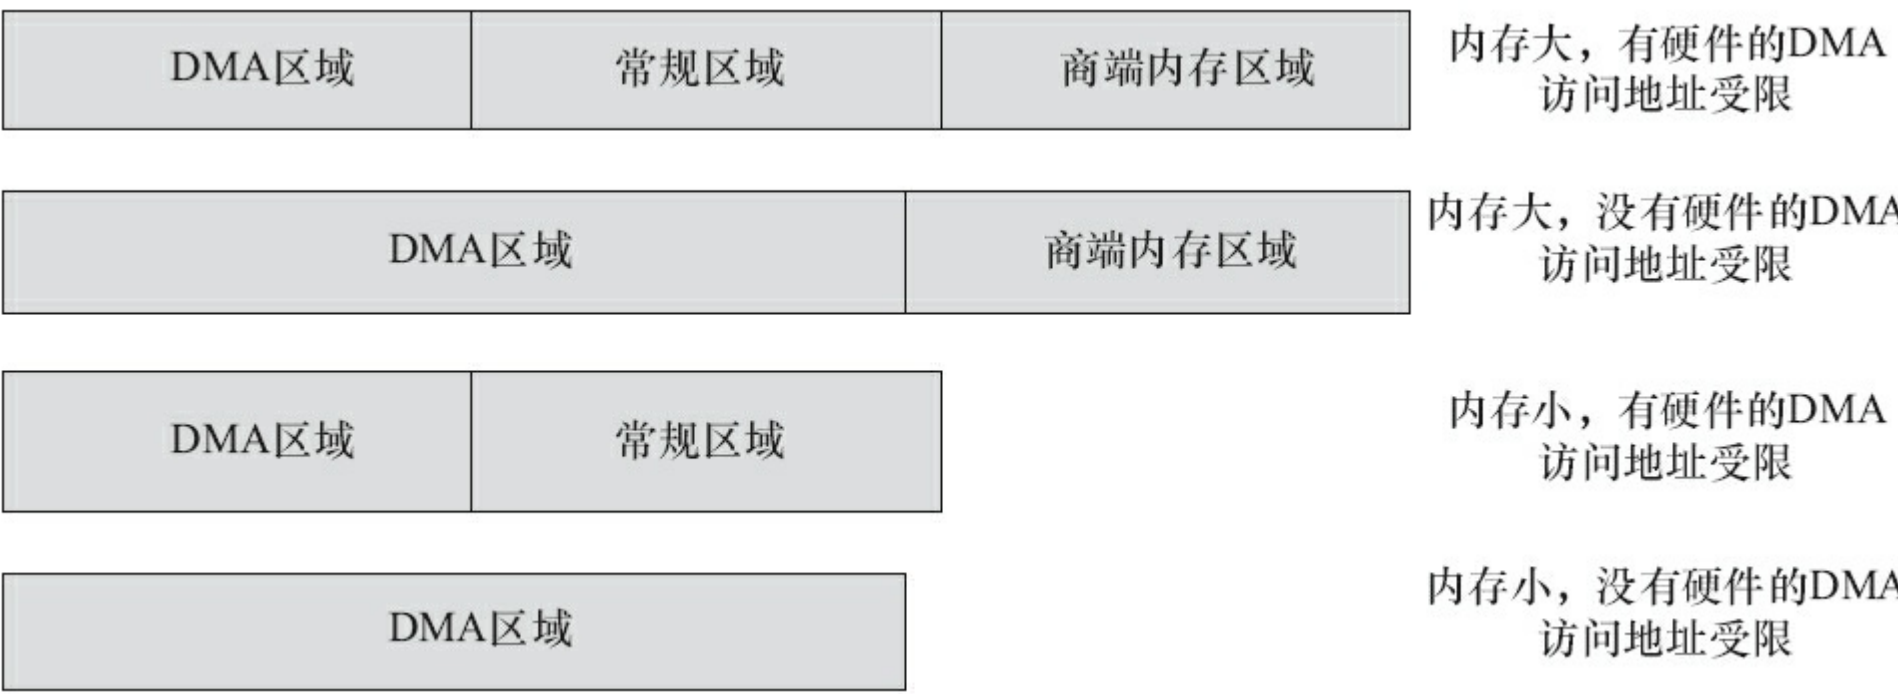 DMA区域 常规区域 商端内存区域 内存大，有硬件的DMA
访问地址受限
DMA区域 商端内存区域 内存大，没有硬件的DMA
访问地址受限
DMA区域 常规区域 内存小，有硬件的DMA
访问地址受限
DMA区域 内存小，没有硬件的DMA
访问地址受限